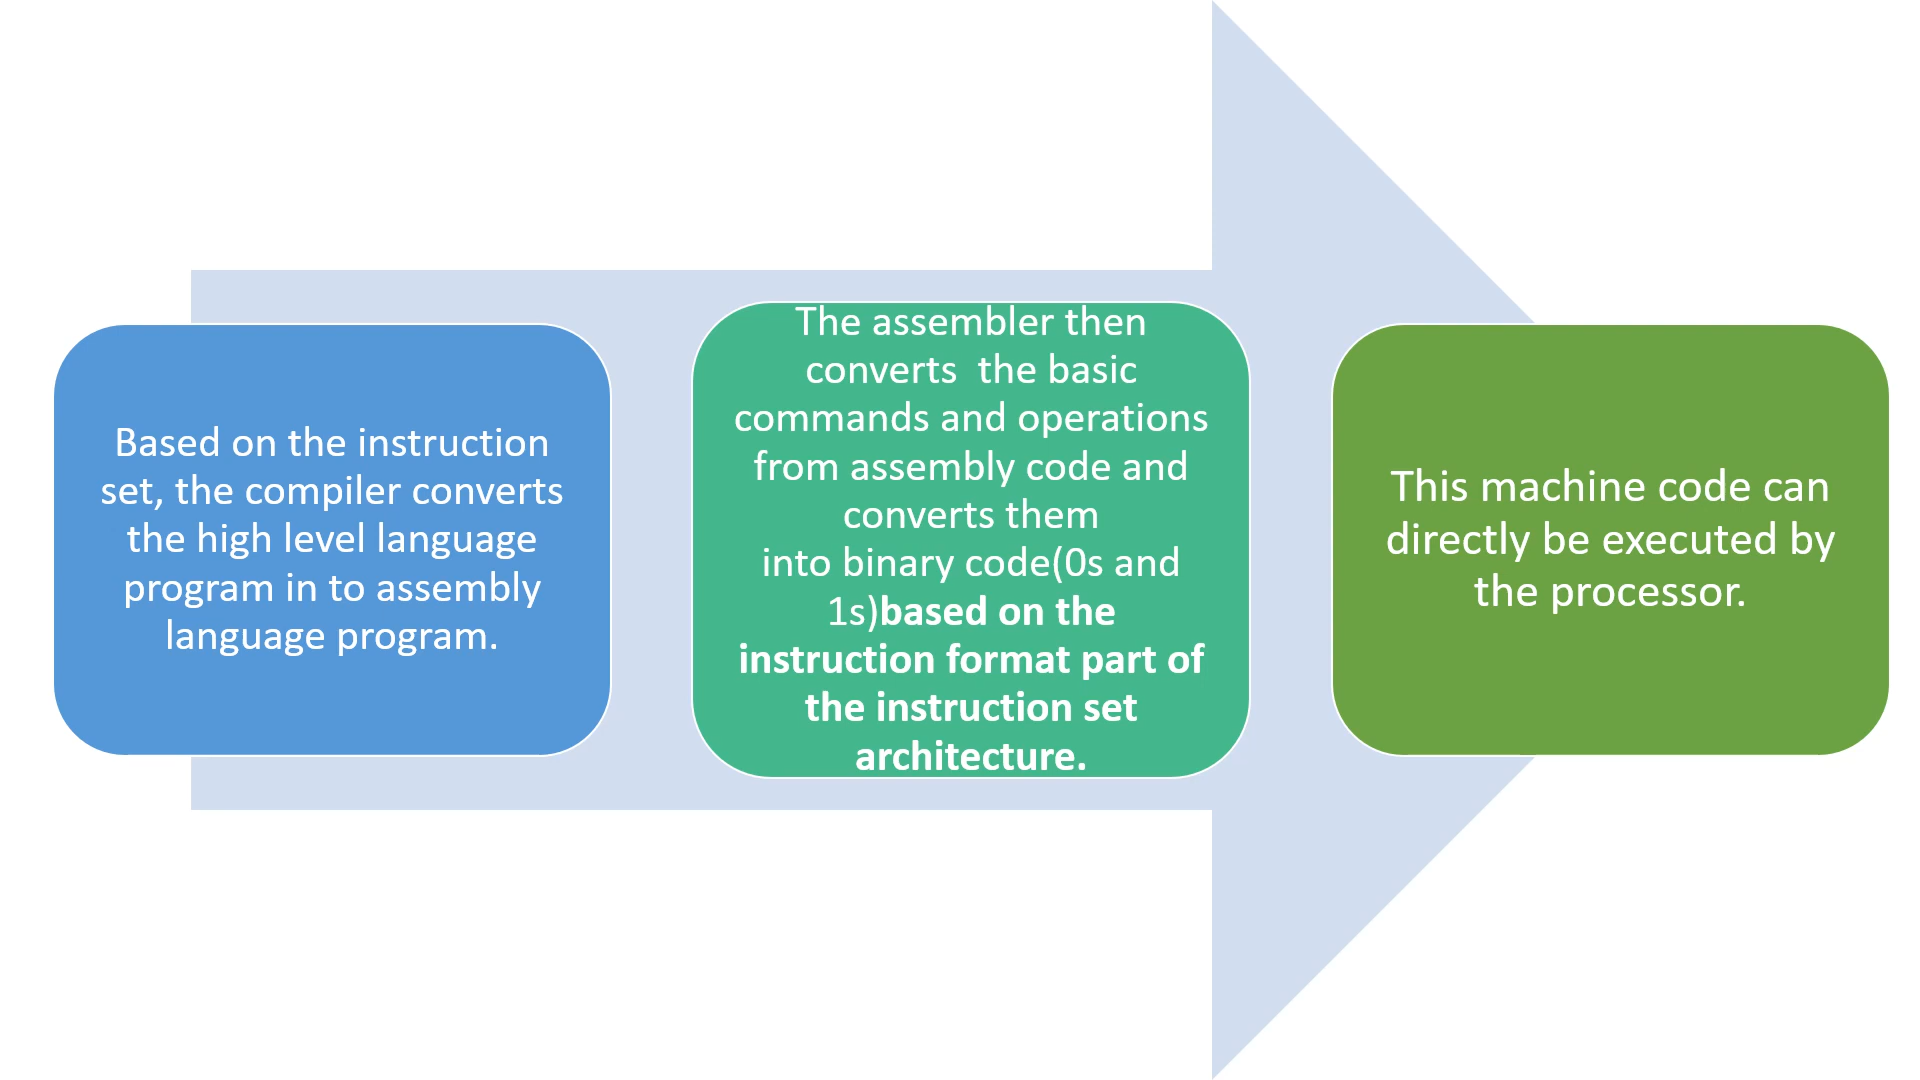 Based on the instruction
set, the compiler converts
the high level language
program in to assembly
language program.
The assembler then
converts  the basic
commands and operations
from assembly code and
converts them
into binary code(0s and
1s)based on the
instruction format part of
the instruction set
architecture.
This machine code can
directly be executed by
the processor.